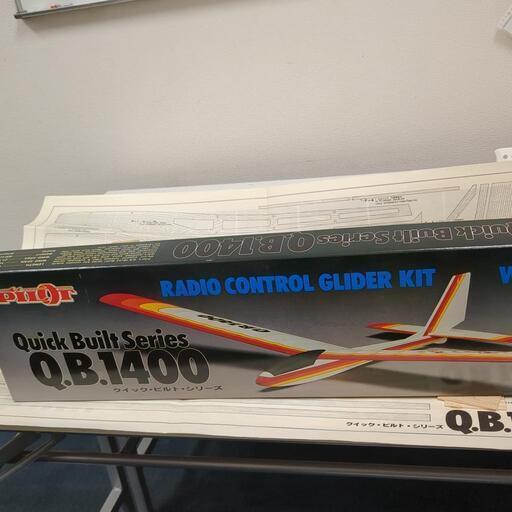 Quick Built Series Q.B.1400
PILOT
RADIO CONTROL GLIDER KIT
W
Quick Built Series
Q.B.1400
クイック・ビルト・シリーズ
クイック・ビルト・シリーズ
Q.B.1